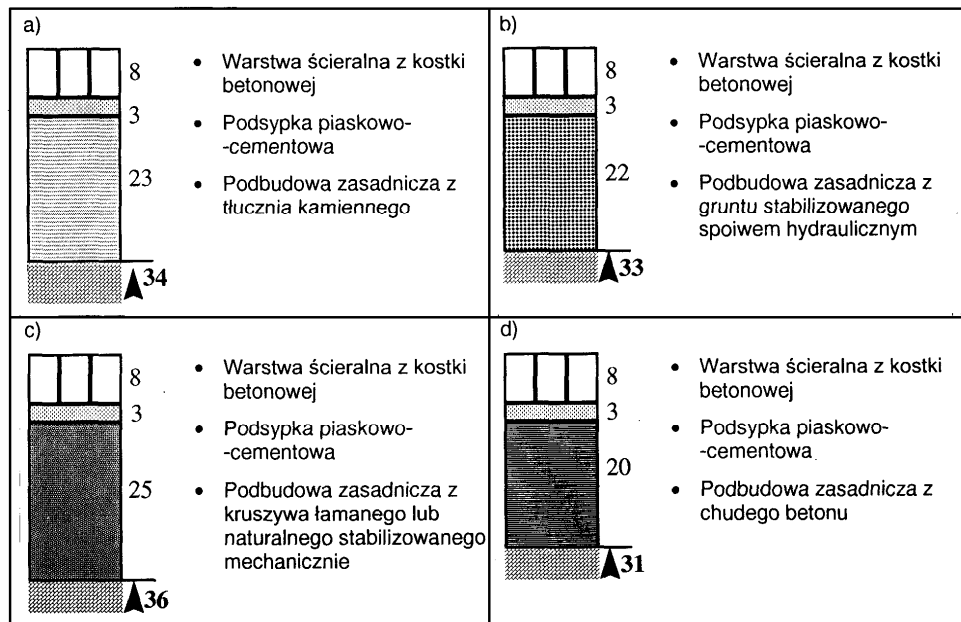 a)
8
3
23
34
• Warstwa ścieralna z kostki
betonowej
• Podsypka piaskowo-
-cementowa
• Podbudowa zasadnicza z
tłucznia kamiennego
b)
8
3
22
33
• Warstwa ścieralna z kostki
betonowej
• Podsypka piaskowo-
-cementowa
• Podbudowa zasadnicza z
gruntu stabilizowanego
spoiwem hydraulicznym
c)
8
3
25
36
• Warstwa ścieralna z kostki
betonowej
• Podsypka piaskowo-
-cementowa
• Podbudowa zasadnicza z
kruszywa łamanego lub
naturalnego stabilizowanego
mechanicznie
d)
8
3
20
31
• Warstwa ścieralna z kostki
betonowej
• Podsypka piaskowo-
-cementowa
• Podbudowa zasadnicza z
chudego betonu